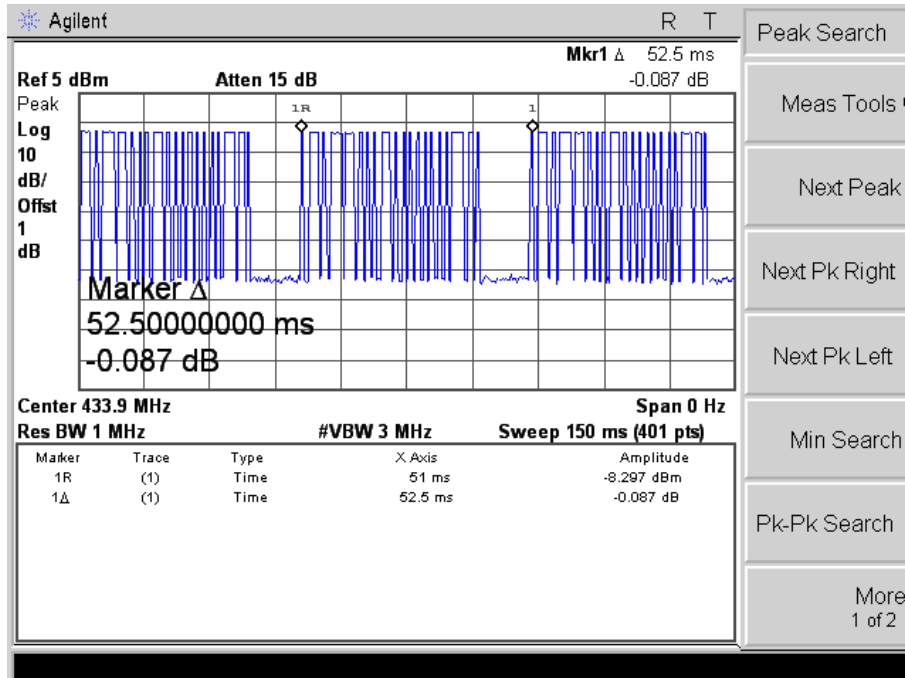 Agilent R T
Mkr1 Δ 52.5 ms
Ref 5 dBm Atten 15 dB -0.087 dB
Peak
Log
10
dB/
Offst
1
dB
1R 1
Marker Δ
52.50000000 ms
-0.087 dB
Center 433.9 MHz Span 0 Hz
Res BW 1 MHz #VBW 3 MHz Sweep 150 ms (401 pts)
Marker Trace Type X Axis Amplitude
1R (1) Time 51 ms -8.297 dBm
1Δ (1) Time 52.5 ms -0.087 dB
Peak Search
Meas Tools
Next Peak
Next Pk Right
Next Pk Left
Min Search
Pk-Pk Search
More
1 of 2